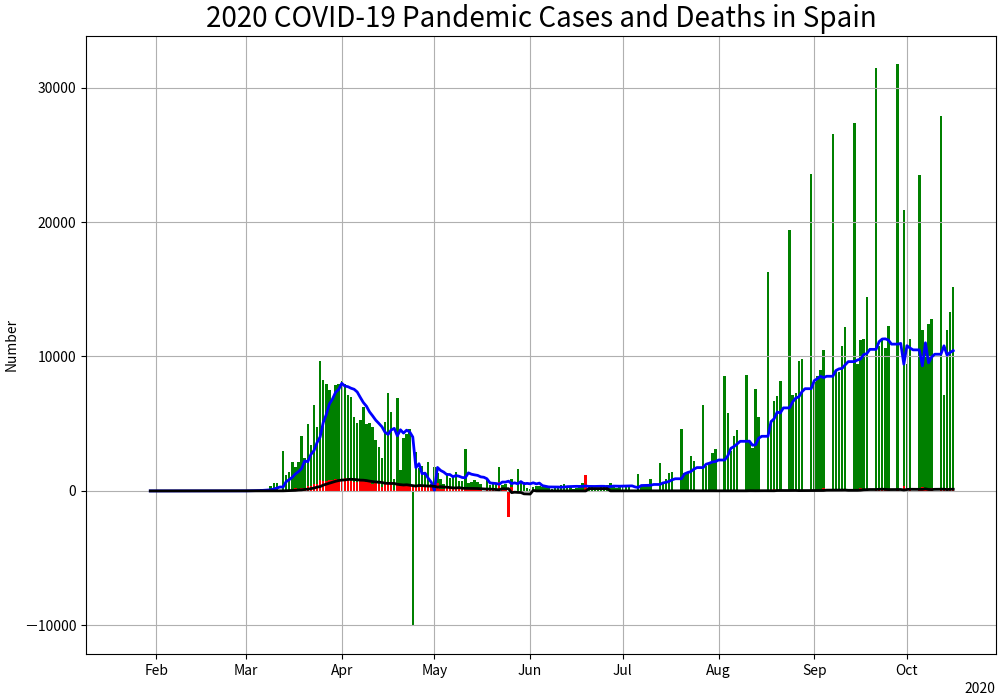 2020 COVID-19 Pandemic Cases and Deaths in Spain
30000
20000
10000
0
−10000
Number
Feb Mar Apr May Jun Jul Aug Sep Oct
2020